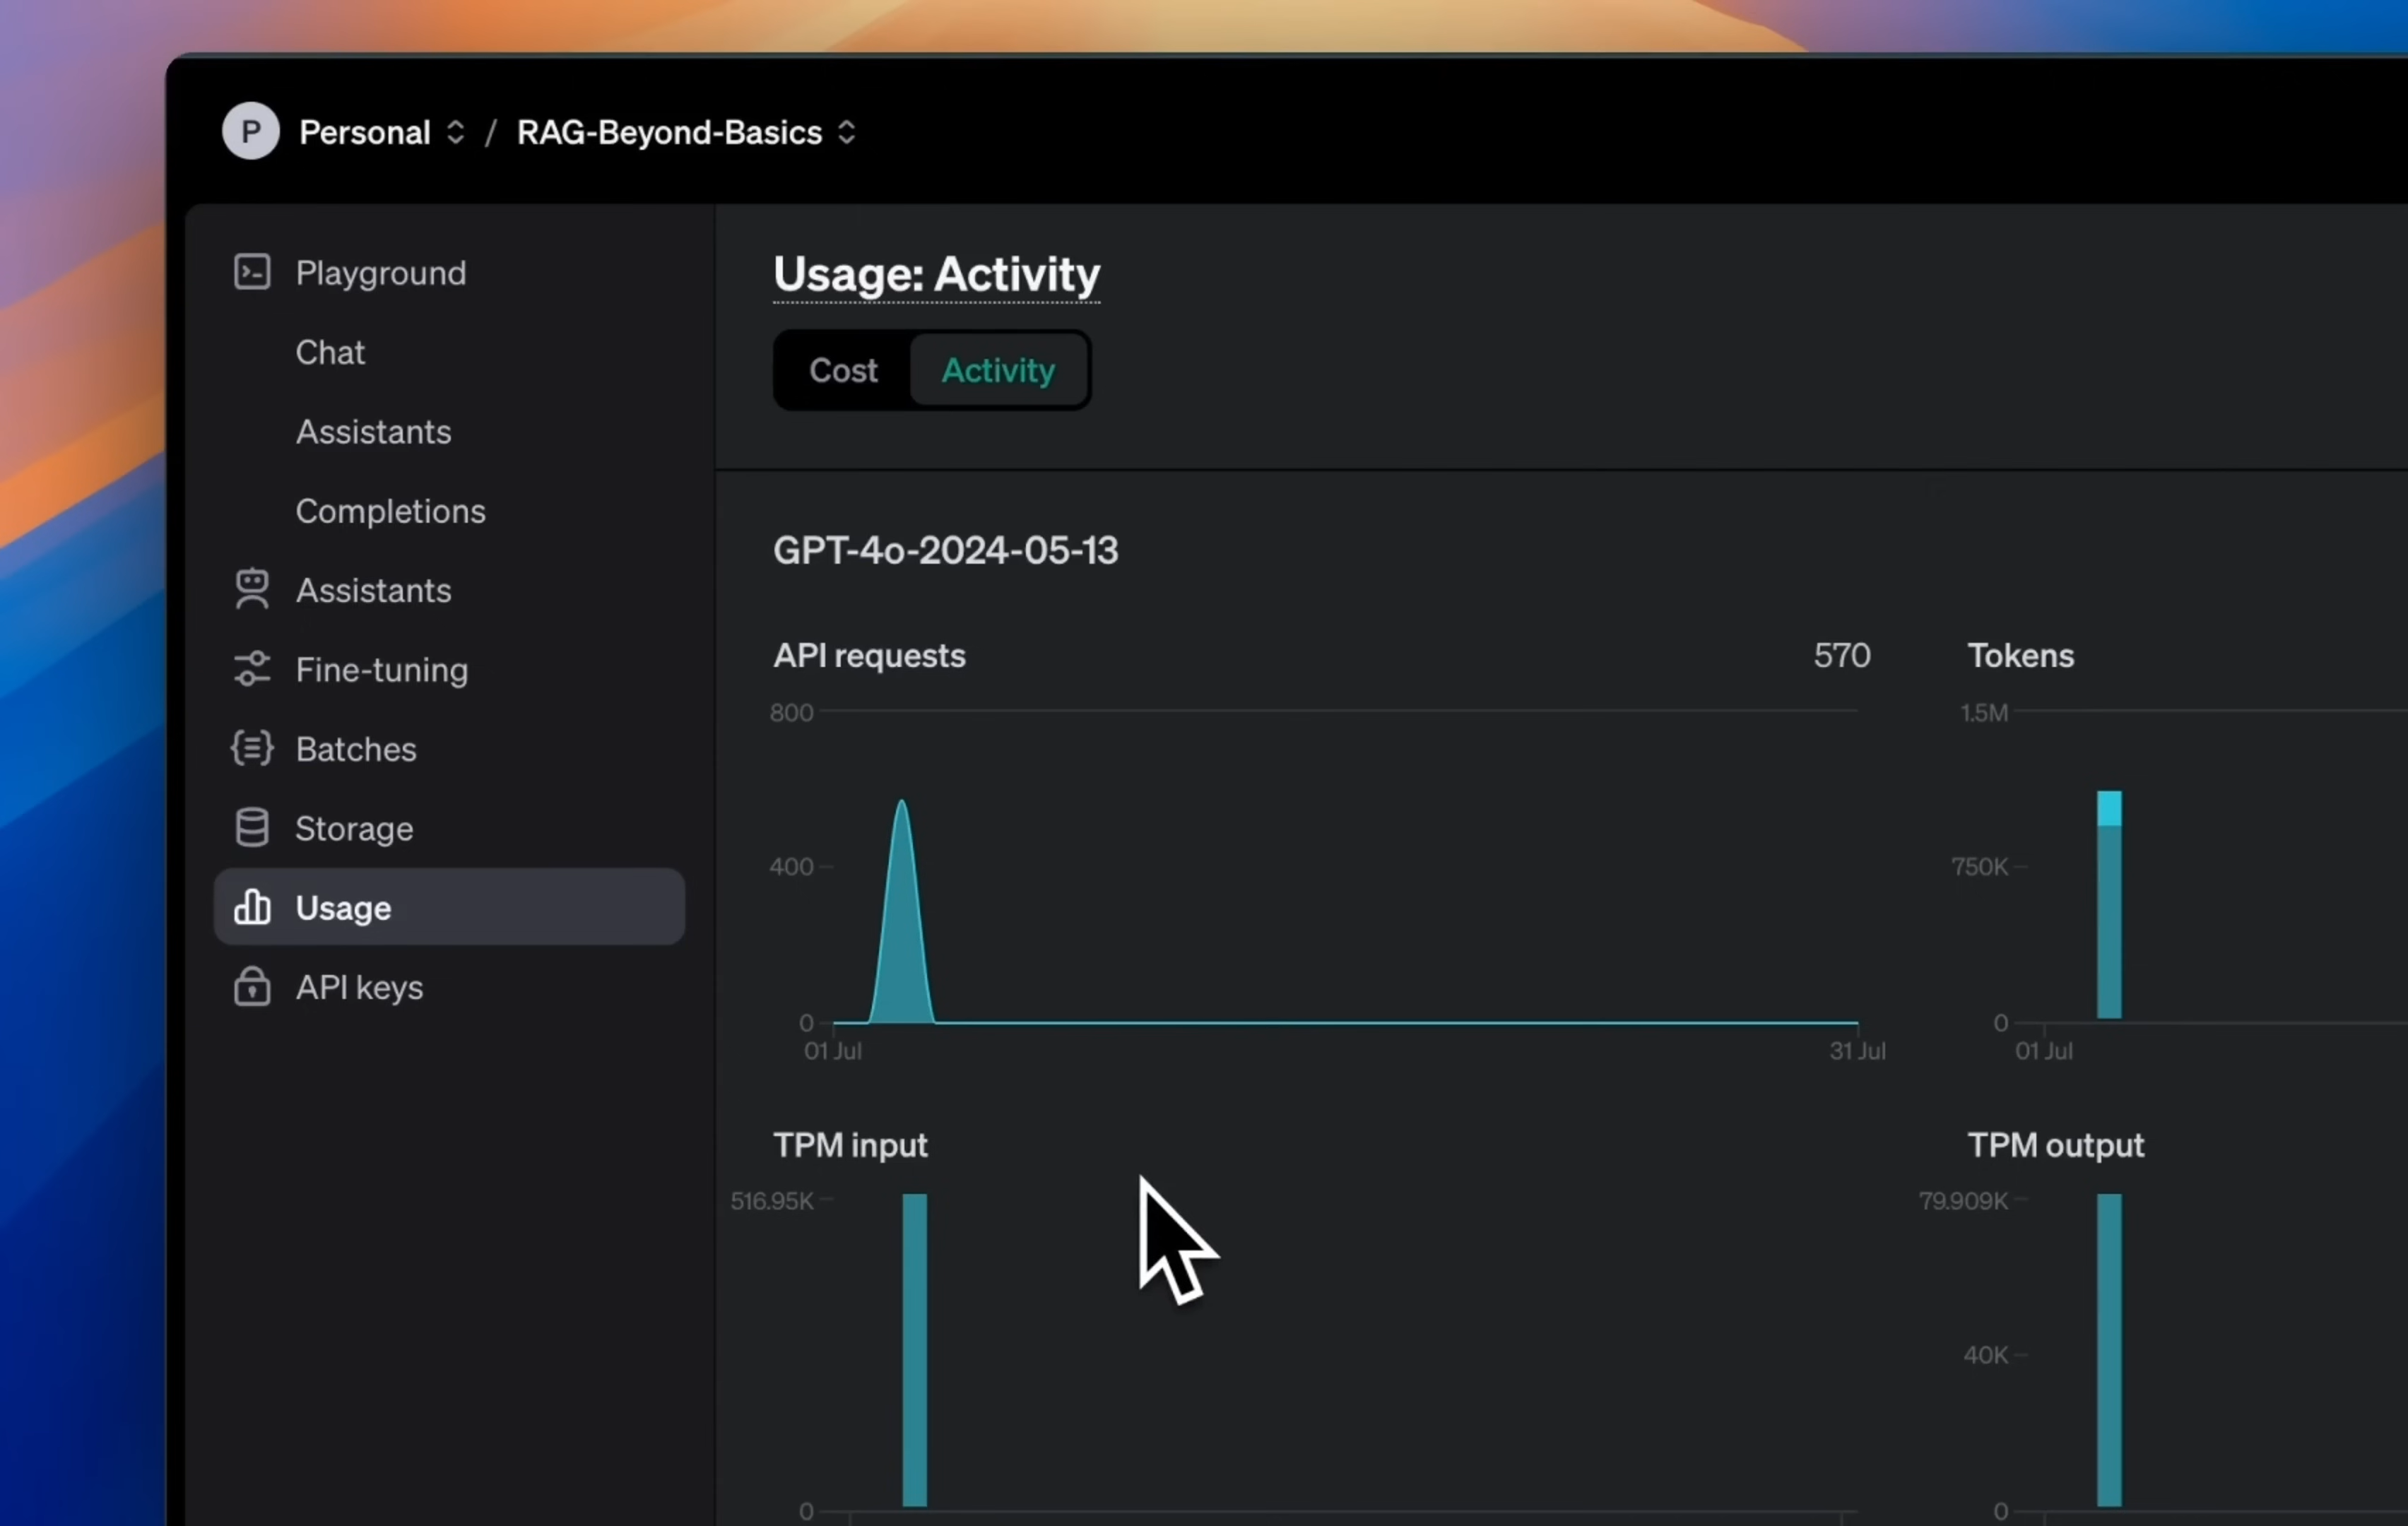 P Personal / RAG-Beyond-Basics
Playground
Chat
Assistants
Completions
Assistants
Fine-tuning
Batches
Storage
Usage
API keys
Usage: Activity
Cost Activity
GPT-4o-2024-05-13
API requests 570
800
400
0
01 Jul 31 Jul
Tokens
1.5M
750K
0
01 Jul
TPM input
516.95K
0
TPM output
79.909K
40K
0